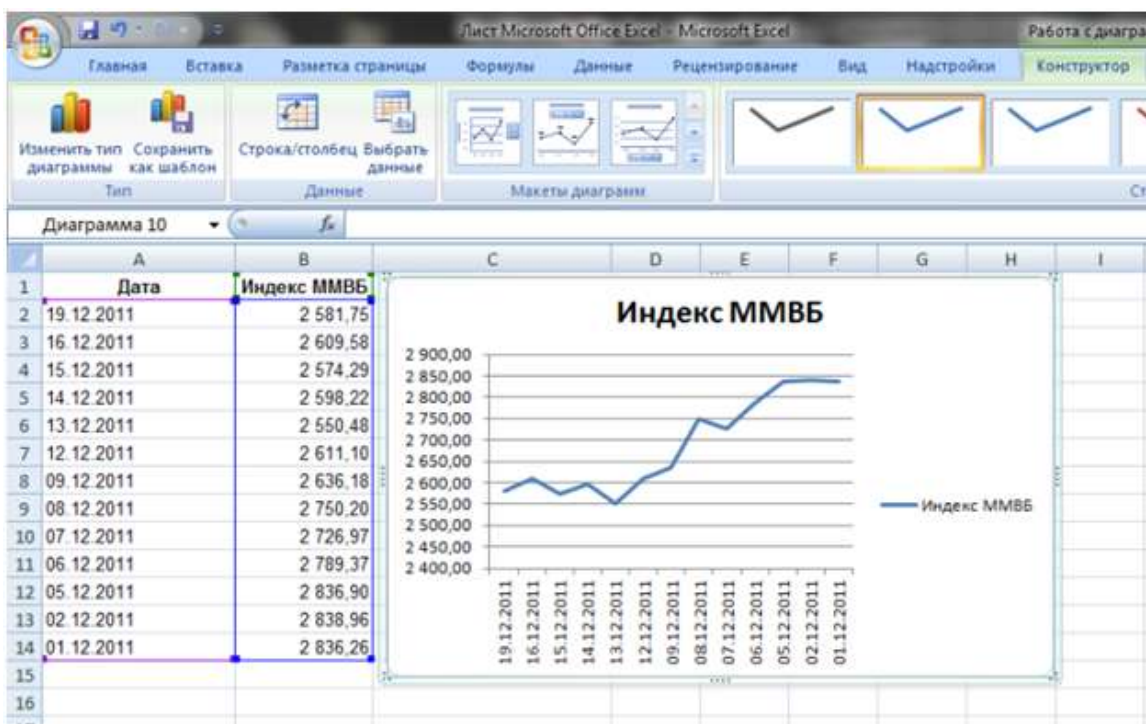 Лист Microsoft Office Excel - Microsoft Excel
Работа с диагра
Главная Вставка Разметка страницы Формулы Данные Рецензирование Вид Надстройки Конструктор
Изменить тип диаграммы
Сохранить как шаблон
Строка/столбец
Выбрать данные
Тип Данные Макеты диаграмм Ст
Диаграмма 10 fx
A B C D E F G H I
1 Дата Индекс ММВБ
2 19.12.2011 2 581,75
3 16.12.2011 2 609,58
4 15.12.2011 2 574,29
5 14.12.2011 2 598,22
6 13.12.2011 2 550,48
7 12.12.2011 2 611,10
8 09.12.2011 2 636,18
9 08.12.2011 2 750,20
10 07.12.2011 2 726,97
11 06.12.2011 2 789,37
12 05.12.2011 2 836,90
13 02.12.2011 2 838,96
14 01.12.2011 2 836,26
15
16
Индекс ММВБ
2 900,00
2 850,00
2 800,00
2 750,00
2 700,00
2 650,00
2 600,00
2 550,00
2 500,00
2 450,00
2 400,00
19.12.2011
16.12.2011
15.12.2011
14.12.2011
13.12.2011
12.12.2011
09.12.2011
08.12.2011
07.12.2011
06.12.2011
05.12.2011
02.12.2011
01.12.2011
Индекс ММВБ